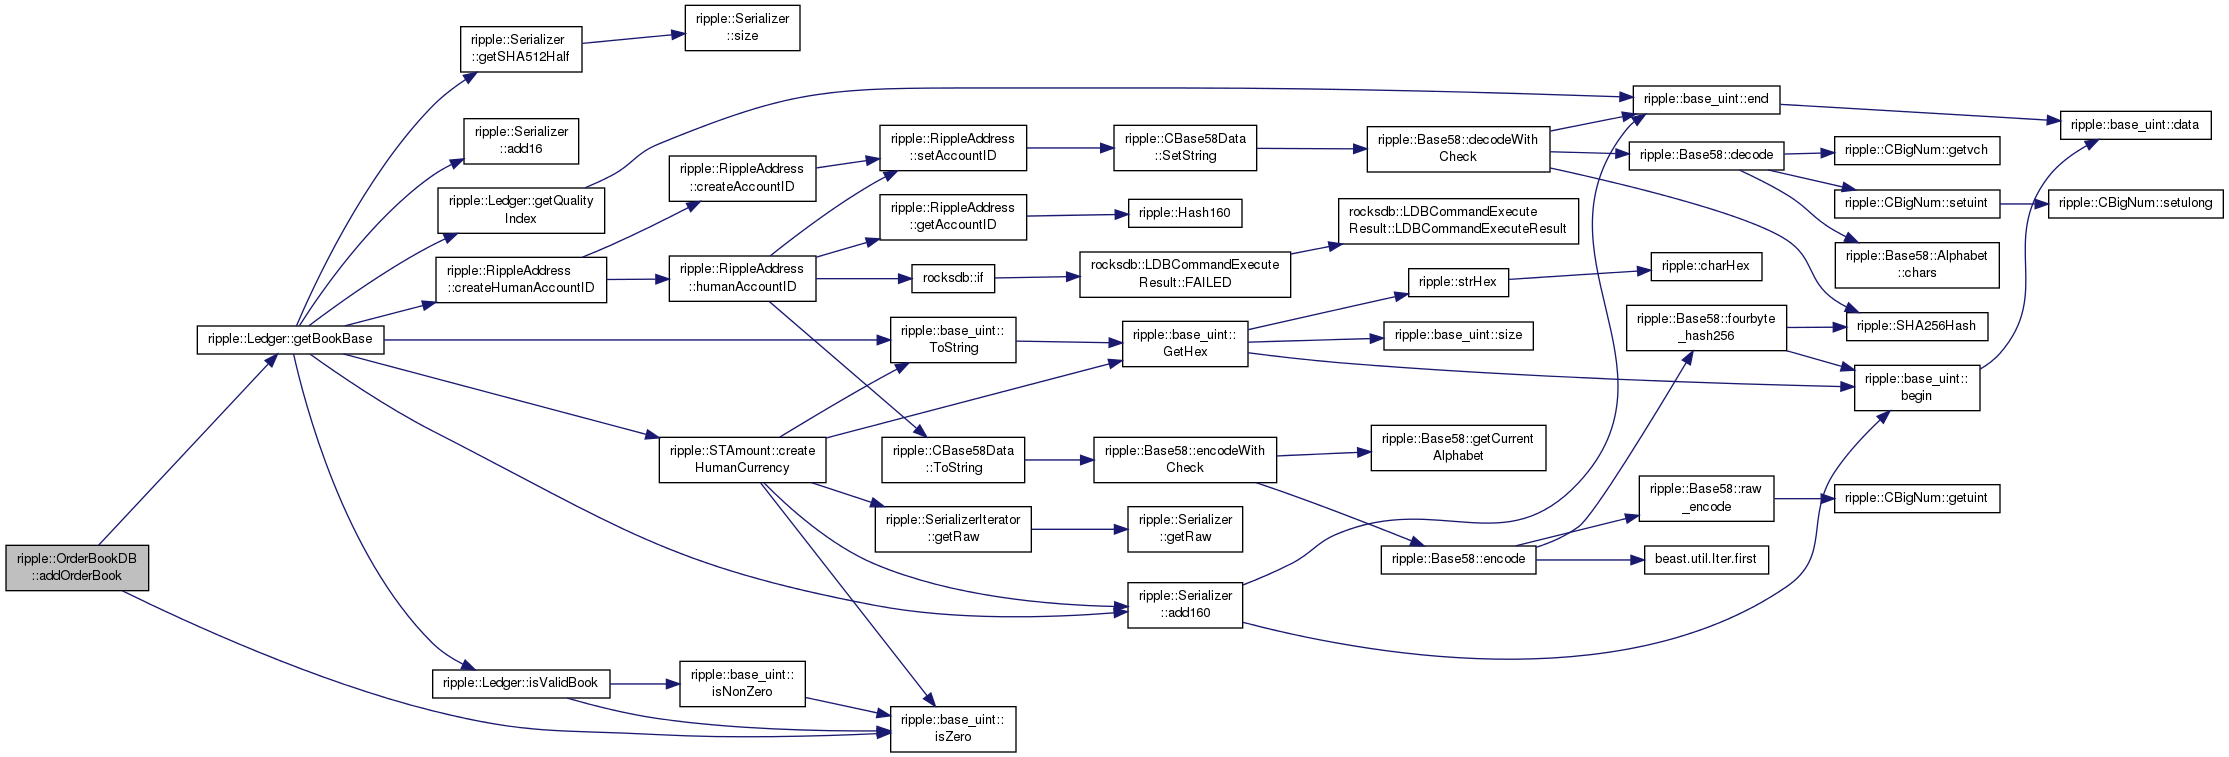 ripple::OrderBookDB
::addOrderBook
ripple::Ledger::getBookBase
ripple::Serializer
::getSHA512Half
ripple::Serializer
::size
ripple::Serializer
::add16
ripple::Ledger::getQuality
Index
ripple::RippleAddress
::createHumanAccountID
ripple::RippleAddress
::createAccountID
ripple::RippleAddress
::humanAccountID
ripple::RippleAddress
::setAccountID
ripple::RippleAddress
::getAccountID
rocksdb::if
ripple::base_uint::
ToString
ripple::STAmount::create
HumanCurrency
ripple::CBase58Data
::ToString
ripple::SerializerIterator
::getRaw
ripple::Ledger::isValidBook
ripple::base_uint::
isNonZero
ripple::base_uint::
isZero
ripple::CBase58Data
::SetString
ripple::Hash160
rocksdb::LDBCommandExecute
Result::FAILED
ripple::base_uint::
GetHex
ripple::Base58::encodeWith
Check
ripple::Serializer
::getRaw
ripple::Serializer
::add160
ripple::Base58::decodeWith
Check
rocksdb::LDBCommandExecute
Result::LDBCommandExecuteResult
ripple::strHex
ripple::base_uint::size
ripple::Base58::getCurrent
Alphabet
ripple::Base58::encode
ripple::base_uint::end
ripple::Base58::decode
ripple::charHex
ripple::Base58::fourbyte
_hash256
ripple::Base58::raw
_encode
beast.util.Iter.first
ripple::CBigNum::getvch
ripple::CBigNum::setuint
ripple::Base58::Alphabet
::chars
ripple::SHA256Hash
ripple::base_uint::
begin
ripple::CBigNum::getuint
ripple::base_uint::data
ripple::CBigNum::setulong